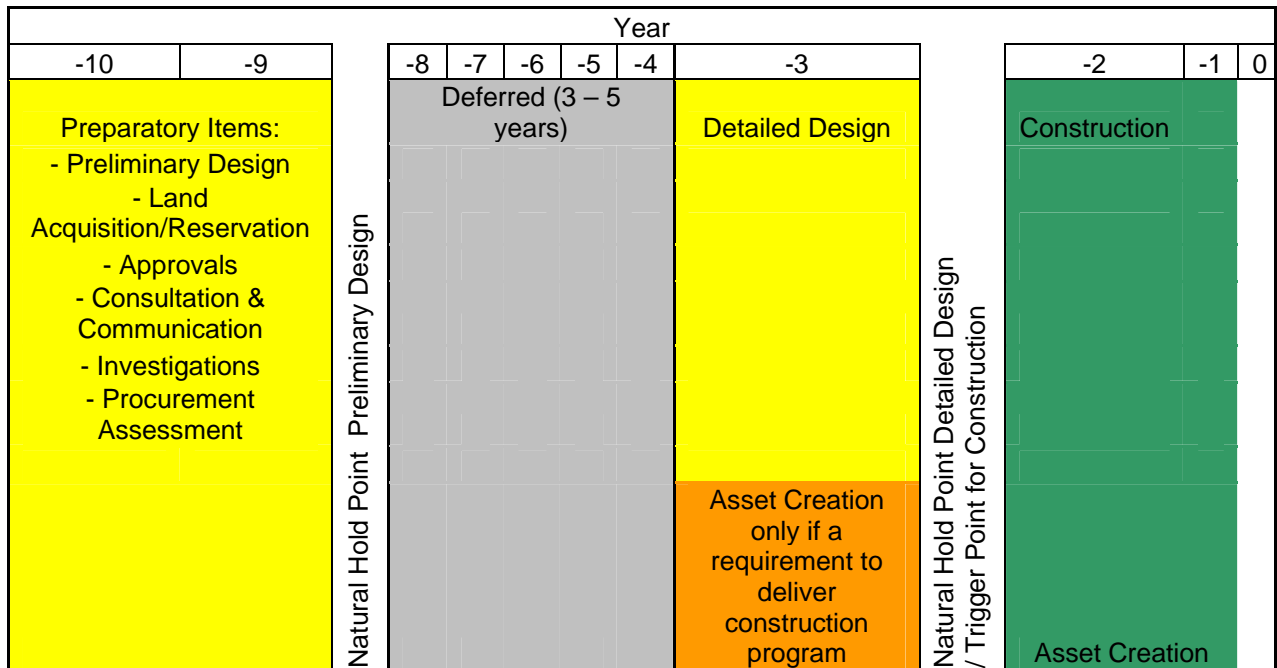 Year
-10 -9 -8 -7 -6 -5 -4 -3 -2 -1 0
Preparatory Items:
- Preliminary Design
- Land
Acquisition/Reservation
- Approvals
- Consultation &
Communication
- Investigations
- Procurement
Assessment
Natural Hold Point Preliminary Design
Deferred (3 – 5
years)
Detailed Design
Asset Creation
only if a
requirement to
deliver
construction
program
Natural Hold Point Detailed Design
/ Trigger Point for Construction
Construction
Asset Creation